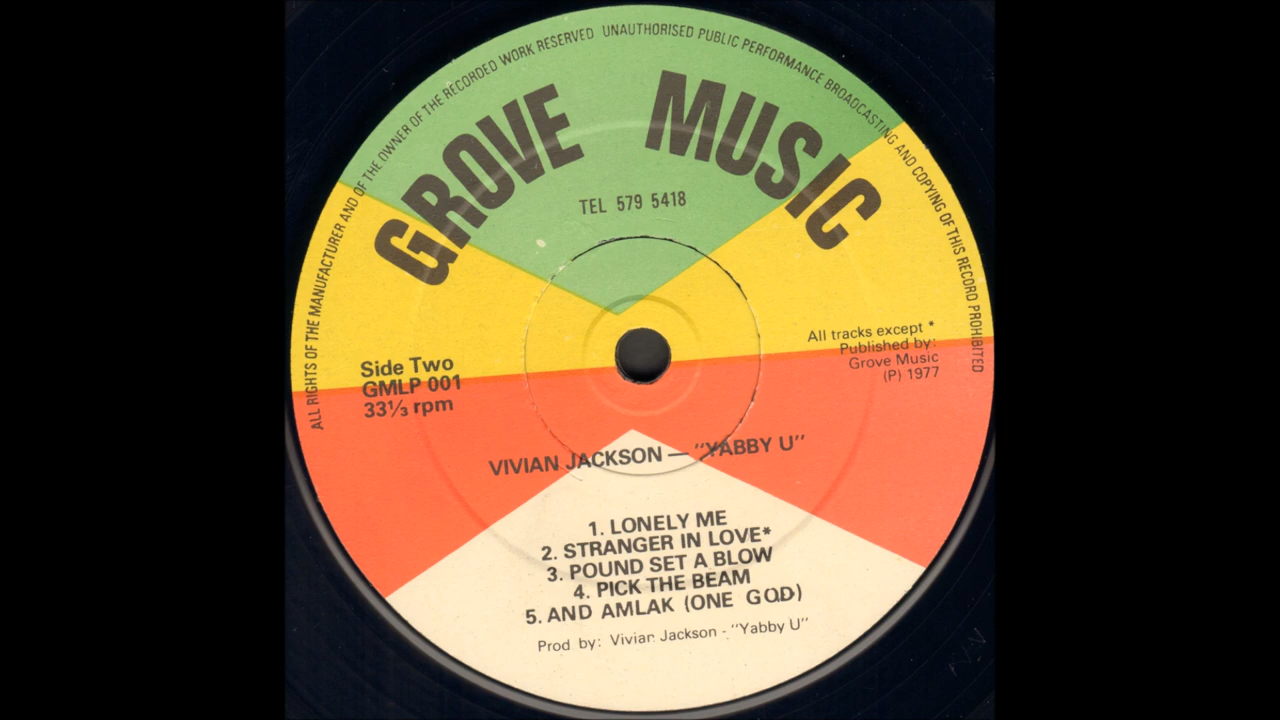 ALL RIGHTS OF THE MANUFACTURER AND OF THE OWNER OF THE RECORDED WORK RESERVED UNAUTHORISED PUBLIC PERFORMANCE BROADCASTING AND COPYING OF THIS RECORD PROHIBITED
GROVE MUSIC
TEL 579 5418
Side Two
GMLP 001
33⅓ rpm
All tracks except *
Published by:
Grove Music
(P) 1977
VIVIAN JACKSON — "YABBY U"
1. LONELY ME
2. STRANGER IN LOVE*
3. POUND SET A BLOW
4. PICK THE BEAM
5. AND AMLAK (ONE GOD)
Prod by: Vivian Jackson - "Yabby U"